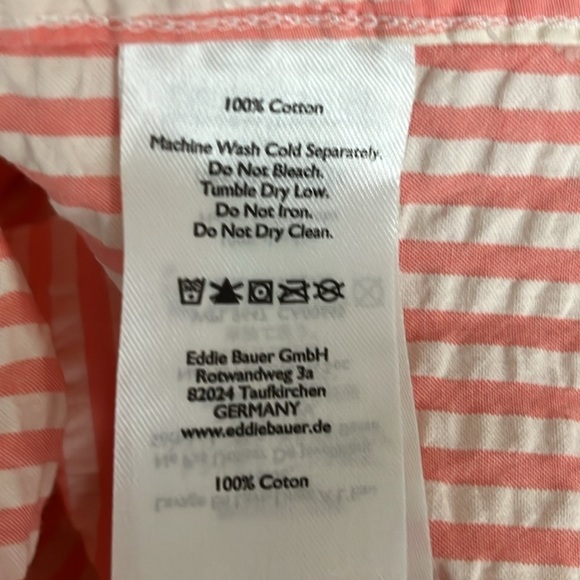 100% Cotton
Machine Wash Cold Separately.
Do Not Bleach.
Tumble Dry Low.
Do Not Iron.
Do Not Dry Clean.
Eddie Bauer GmbH
Rotwandweg 3a
82024 Taufkirchen
GERMANY
www.eddiebauer.de
100% Coton